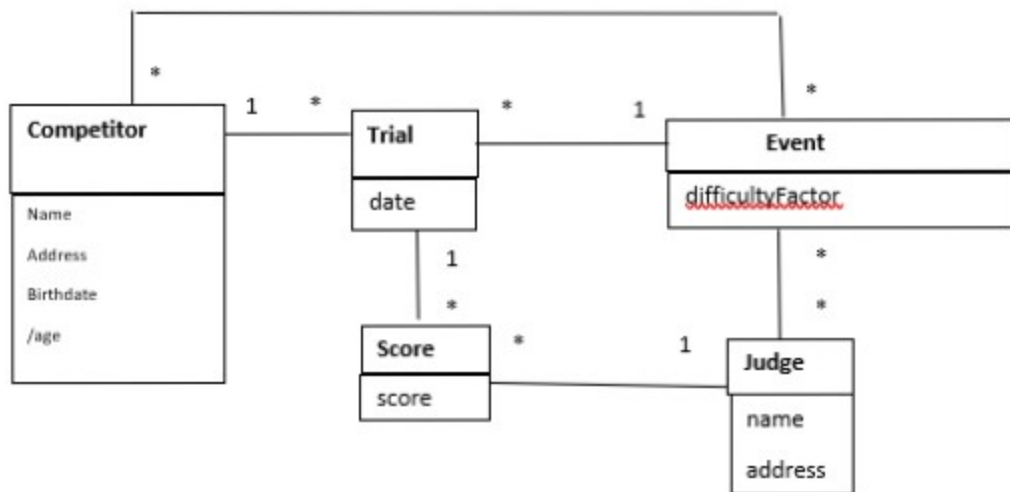 *
*
1
*
*
1
Competitor
Trial
Event
Name
Address
Birthdate
/age
date
difficultyFactor
1
*
*
*
Score
*
1
Judge
score
name
address